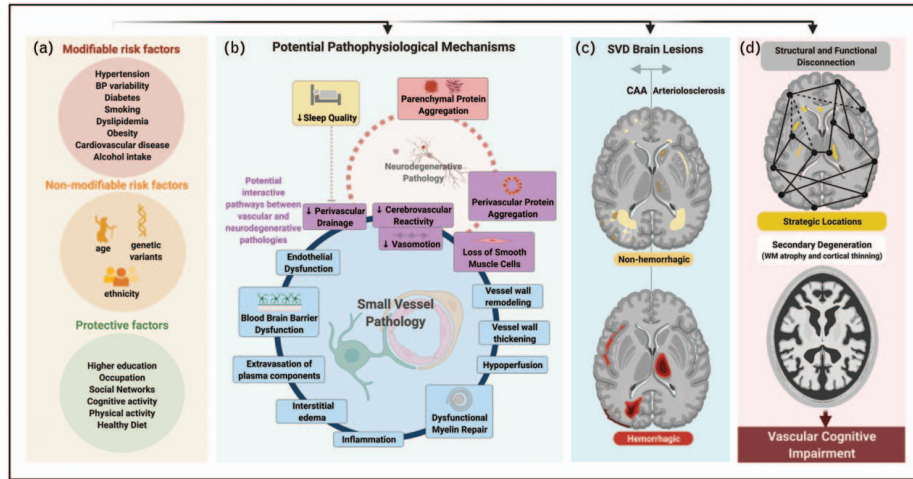 (a)
Modifiable risk factors
Hypertension
BP variability
Diabetes
Smoking
Dyslipidemia
Obesity
Cardiovascular disease
Alcohol intake
Non-modifiable risk factors
age
genetic
variants
ethnicity
Protective factors
Higher education
Occupation
Social Networks
Cognitive activity
Physical activity
Healthy Diet
(b)
Potential Pathophysiological Mechanisms
↓Sleep Quality
Parenchymal Protein
Aggregation
Neurodegenerative
Pathology
Potential
interactive
pathways between
vascular and
neurodegenerative
pathologies
Perivascular Protein
Aggregation
↓ Perivascular
Drainage
↓ Cerebrovascular
Reactivity
↓ Vasomotion
Loss of Smooth
Muscle Cells
Endothelial
Dysfunction
Blood Brain Barrier
Dysfunction
Extravasation of
plasma components
Interstitial
edema
Inflammation
Small Vessel
Pathology
Vessel wall
remodeling
Vessel wall
thickening
Hypoperfusion
Dysfunctional
Myelin Repair
(c)
SVD Brain Lesions
CAA
Arteriolosclerosis
Non-hemorrhagic
Hemorrhagic
(d)
Structural and Functional
Disconnection
Strategic Locations
Secondary Degeneration
(WM atrophy and cortical thinning)
Vascular Cognitive
Impairment